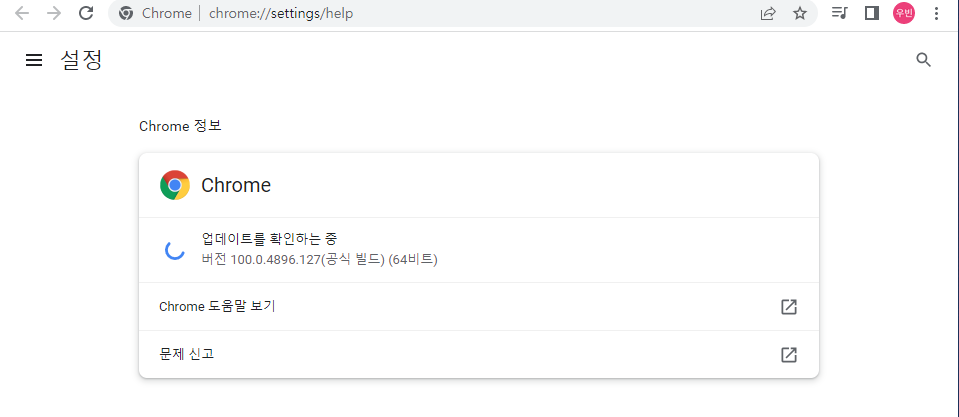 Chrome | chrome://settings/help
우빈
설정
Chrome 정보
Chrome
업데이트를 확인하는 중
버전 100.0.4896.127(공식 빌드) (64비트)
Chrome 도움말 보기
문제 신고